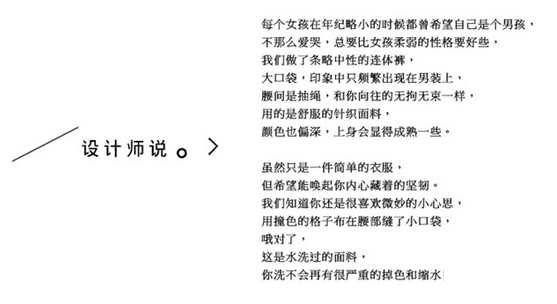 设计师说。
每个女孩在年纪略小的时候都曾希望自己是个男孩，
不那么爱哭，总要比女孩柔弱的性格要好些，
我们做了条略中性的连体裤，
大口袋，印象中只频繁出现在男装上，
腰间是抽绳，和你向往的无拘无束一样，
用的是舒服的针织面料，
颜色也偏深，上身会显得成熟一些。
虽然只是一件简单的衣服，
但希望能唤起你内心藏着的坚韧。
我们知道你还是很喜欢微妙的小心思，
用撞色的格子布在腰部缝了小口袋，
哦对了，
这是水洗过的面料，
你洗不会再有很严重的掉色和缩水